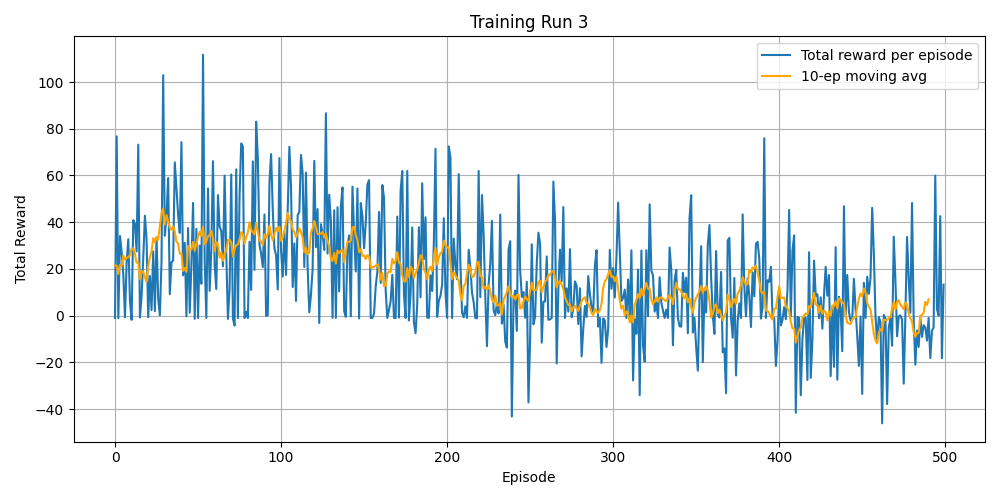 Training Run 3
Total reward per episode
10-ep moving avg
100
80
60
40
20
0
−20
−40
Total Reward
0
100
200
300
400
500
Episode